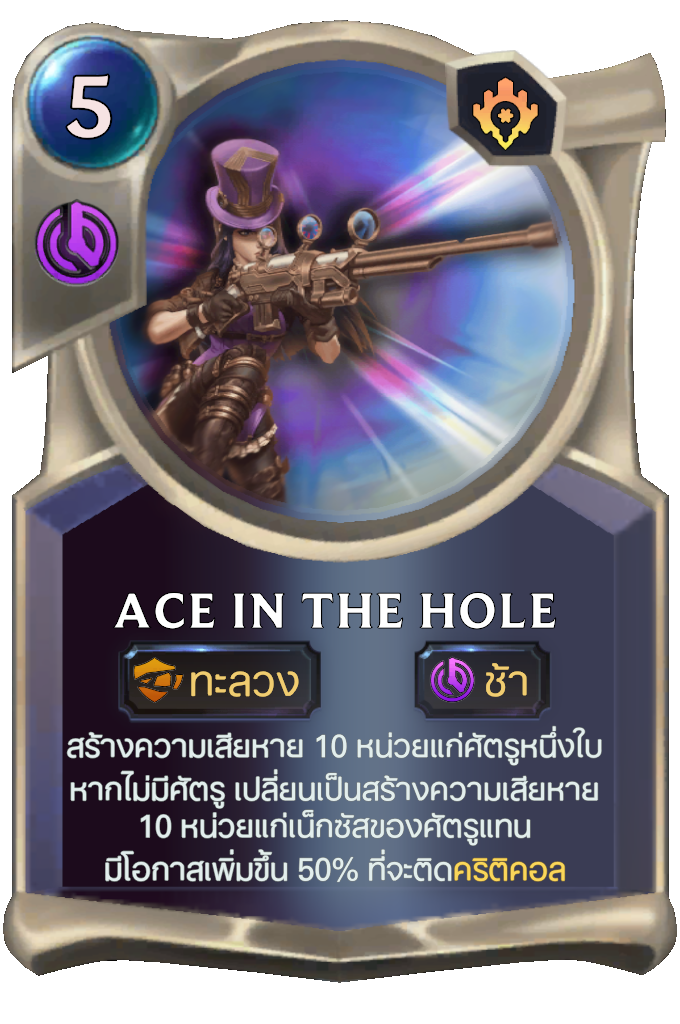 5
ACE IN THE HOLE
ทะลวง ช้า
สร้างความเสียหาย 10 หน่วยแก่ศัตรูหนึ่งใบ
หากไม่มีศัตรู เปลี่ยนเป็นสร้างความเสียหาย
10 หน่วยแก่เน็กซัสของศัตรูแทน
มีโอกาสเพิ่มขึ้น 50% ที่จะติดคริติคอล